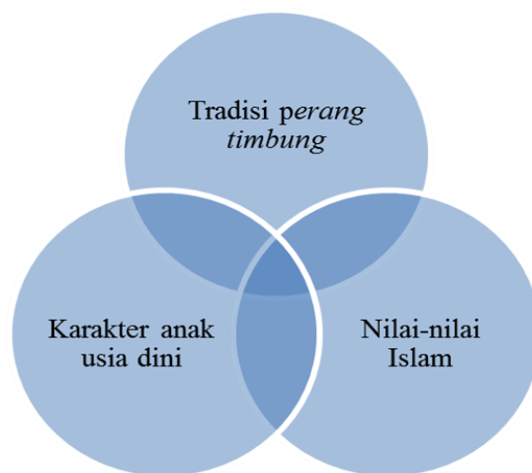 Tradisi perang
timbung
Karakter anak
usia dini
Nilai-nilai
Islam